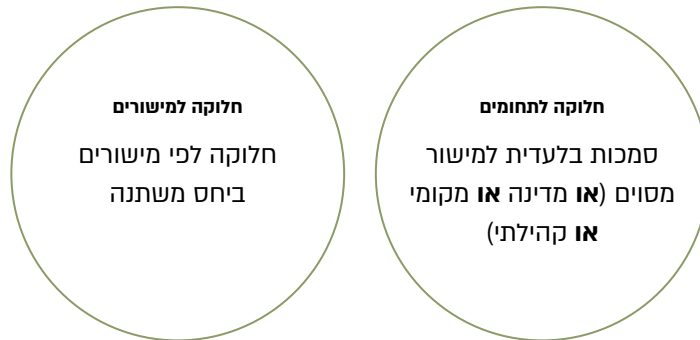 חלוקה לתחומים
סמכות בלעדית למישור
מסוים (או מדינה או מקומי
או קהילתי)
חלוקה למישורים
חלוקה לפי מישורים
ביחס משתנה